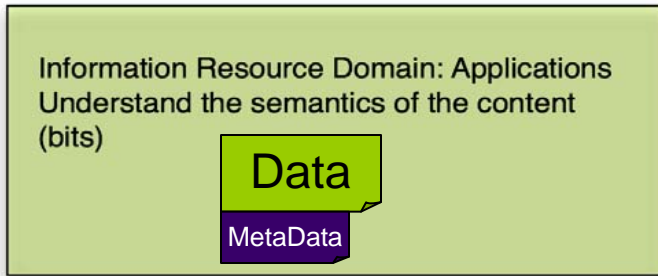 Information Resource Domain: Applications
Understand the semantics of the content
(bits)
Data
MetaData